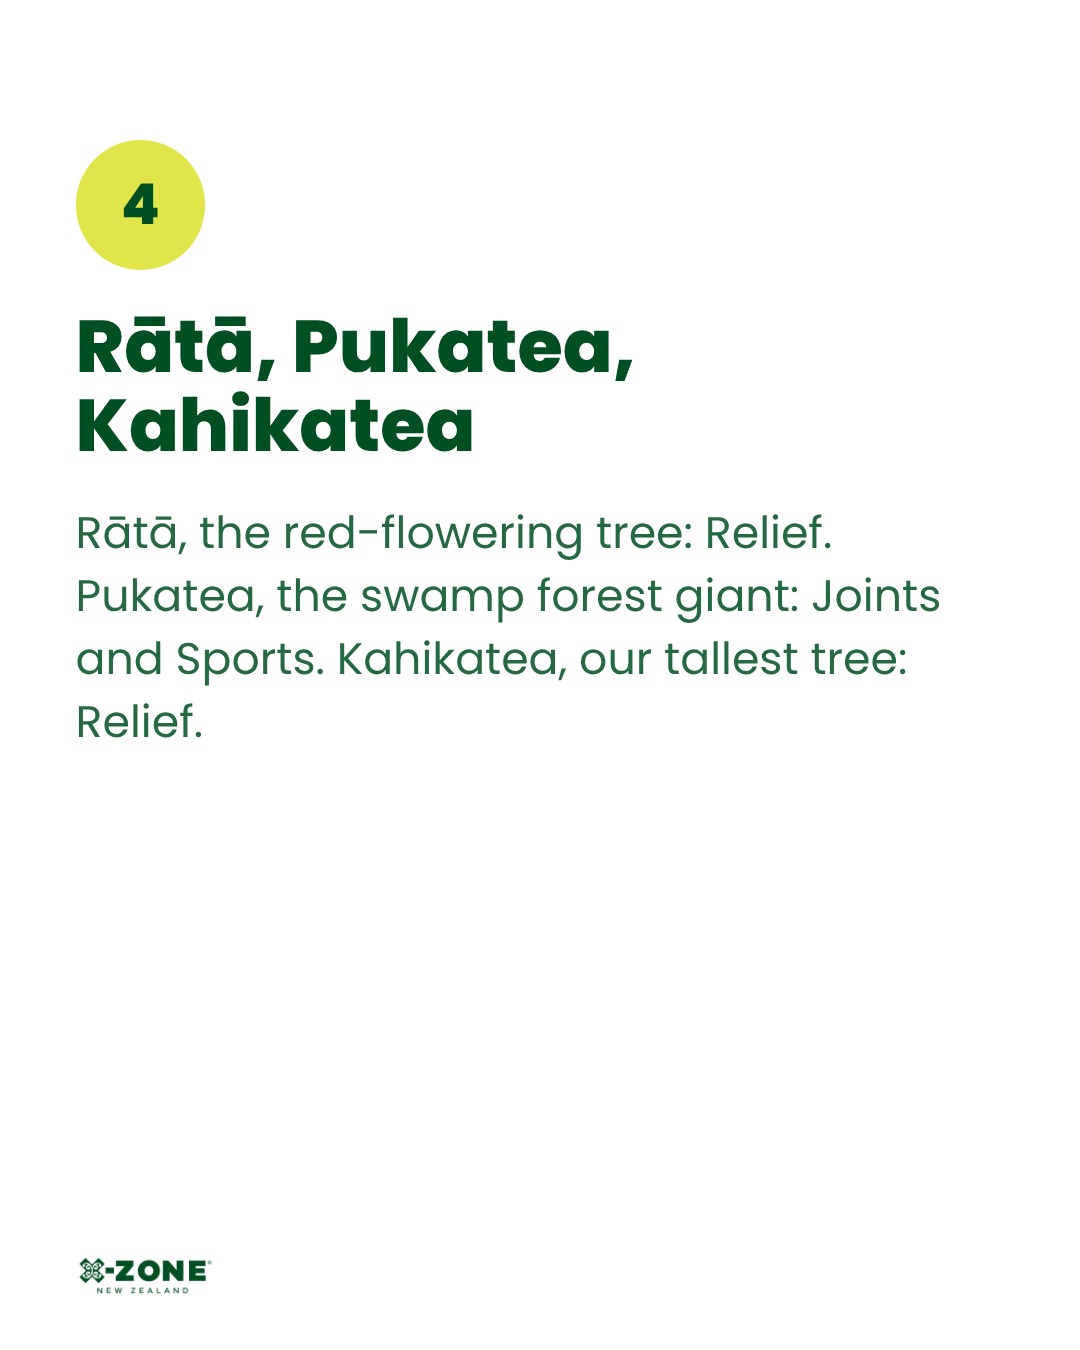 4
Rātā, Pukatea,
Kahikatea
Rātā, the red-flowering tree: Relief.
Pukatea, the swamp forest giant: Joints
and Sports. Kahikatea, our tallest tree:
Relief.
X-ZONE®
NEW ZEALAND